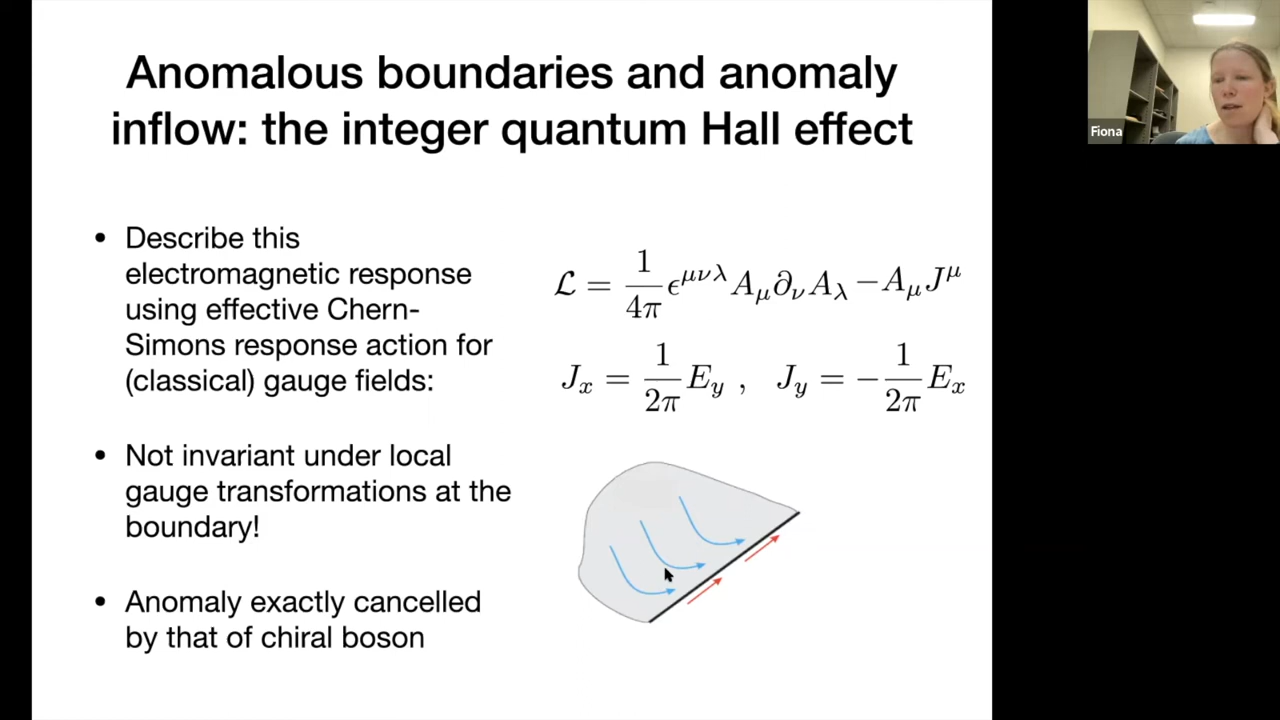 Anomalous boundaries and anomaly
inflow: the integer quantum Hall effect
• Describe this
electromagnetic response
using effective Chern-
Simons response action for
(classical) gauge fields:
• Not invariant under local
gauge transformations at the
boundary!
• Anomaly exactly cancelled
by that of chiral boson
ℒ = 1/4π ϵ^{μνλ} A_μ ∂_ν A_λ − A_μ J^μ
J_x = 1/2π E_y , J_y = − 1/2π E_x
Fiona